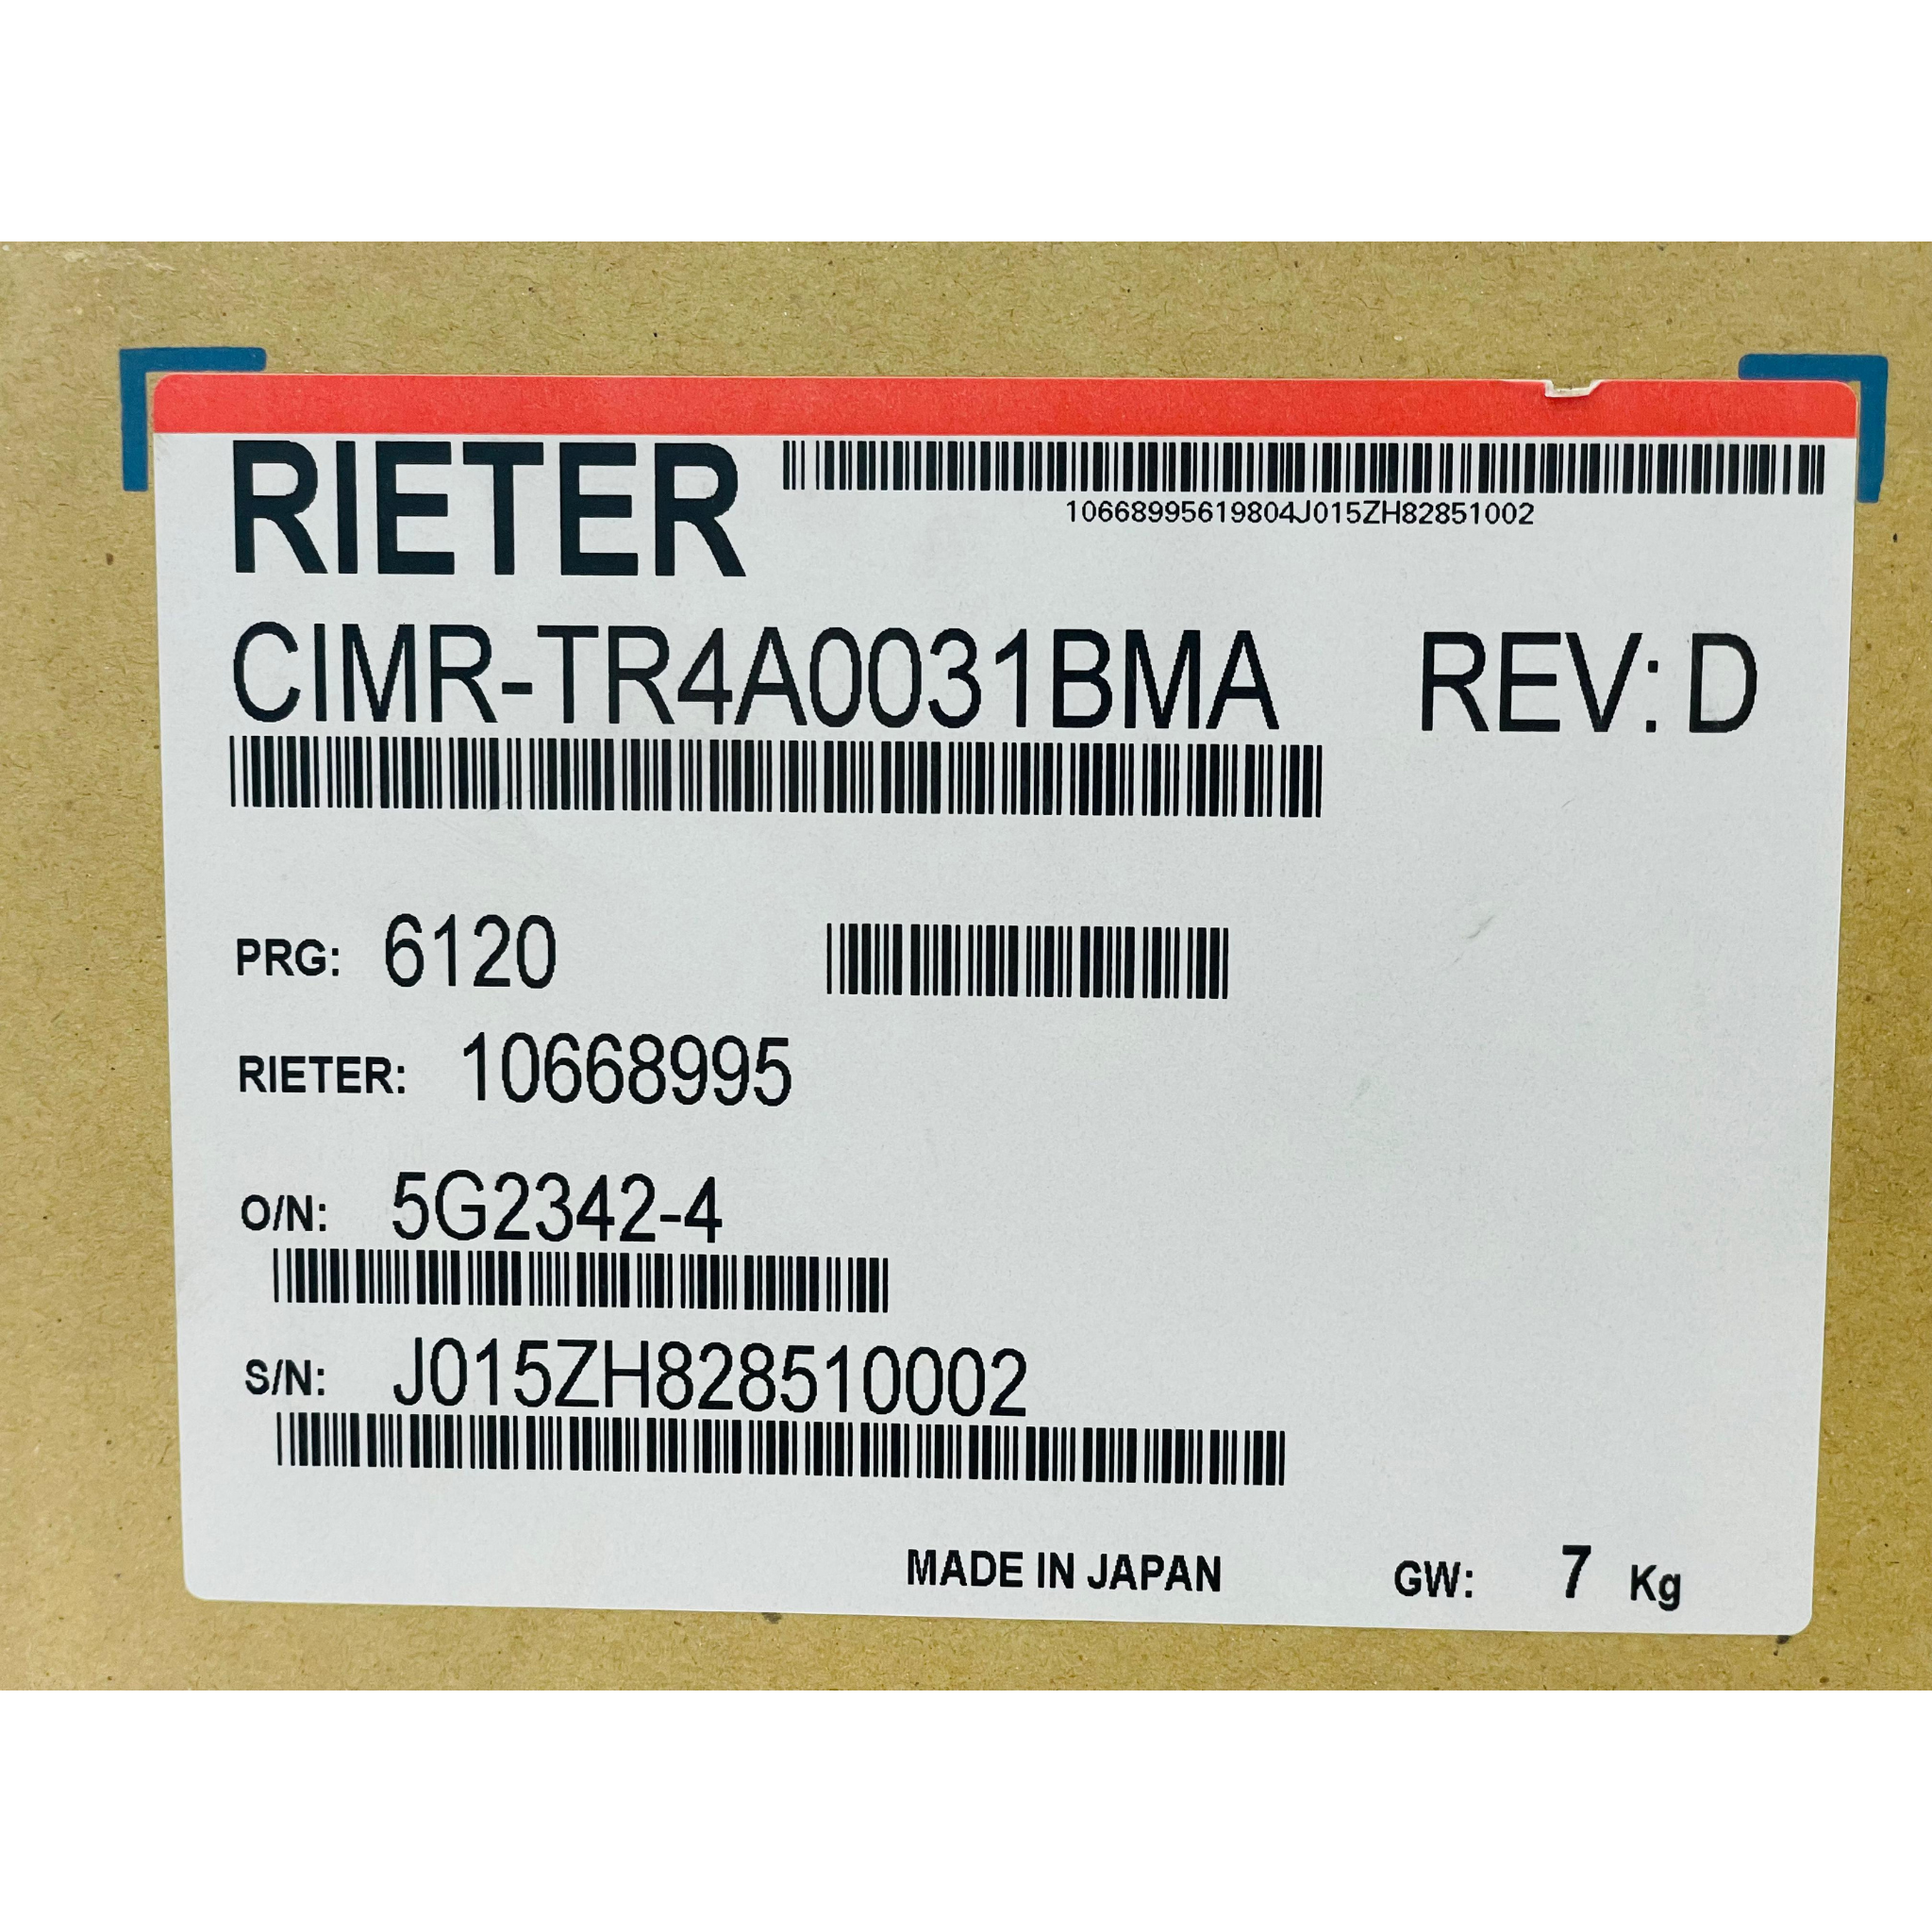 RIETER
10668995619804J015ZH82851002
CIMR-TR4A0031BMA REV: D
PRG: 6120
RIETER: 10668995
O/N: 5G2342-4
S/N: J015ZH828510002
MADE IN JAPAN GW: 7 Kg